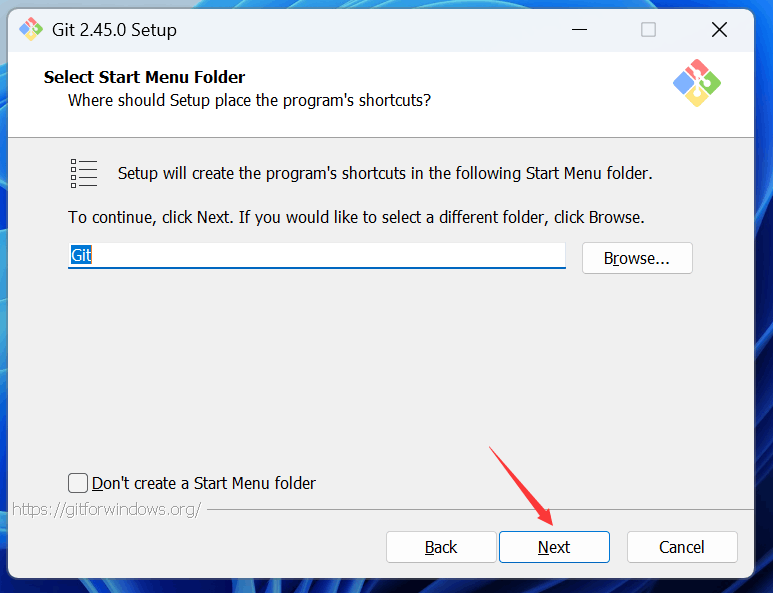 Git 2.45.0 Setup
Select Start Menu Folder
Where should Setup place the program's shortcuts?
Setup will create the program's shortcuts in the following Start Menu folder.
To continue, click Next. If you would like to select a different folder, click Browse.
Git
Browse...
Don't create a Start Menu folder
https://gitforwindows.org/
Back
Next
Cancel